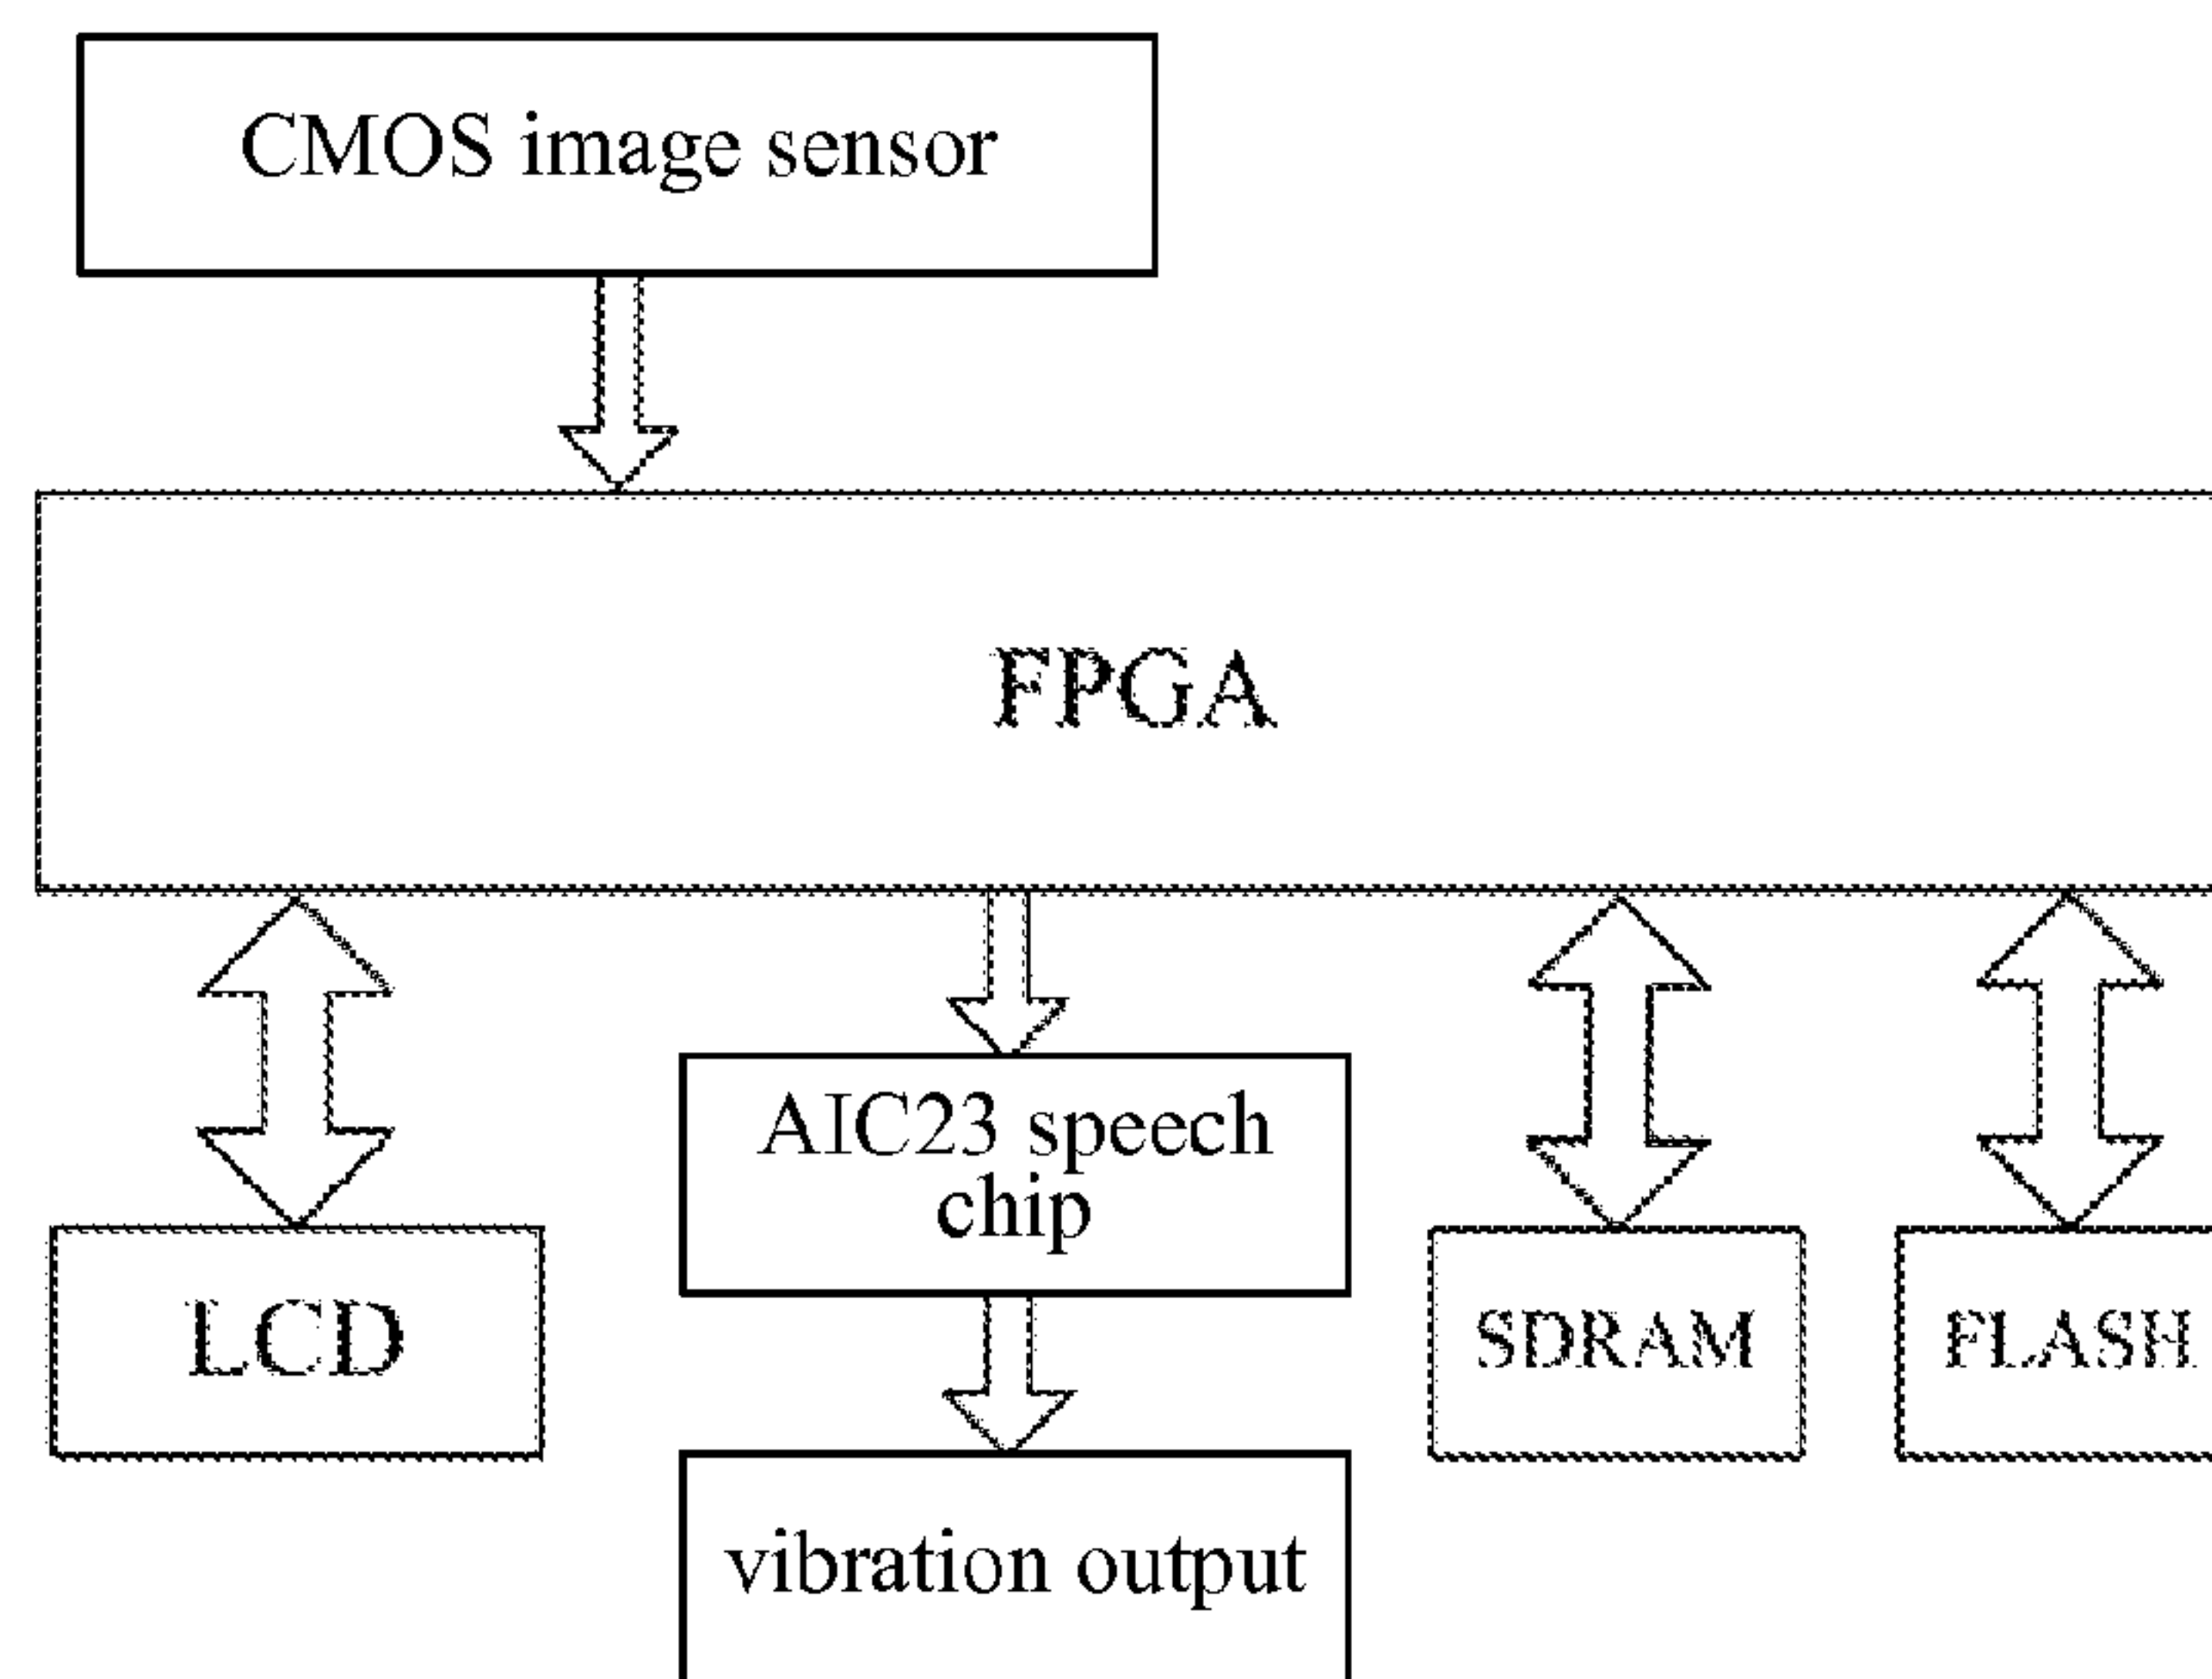 CMOS image sensor
FPGA
LCD
AIC23 speech
chip
SDRAM
FLASH
vibration output